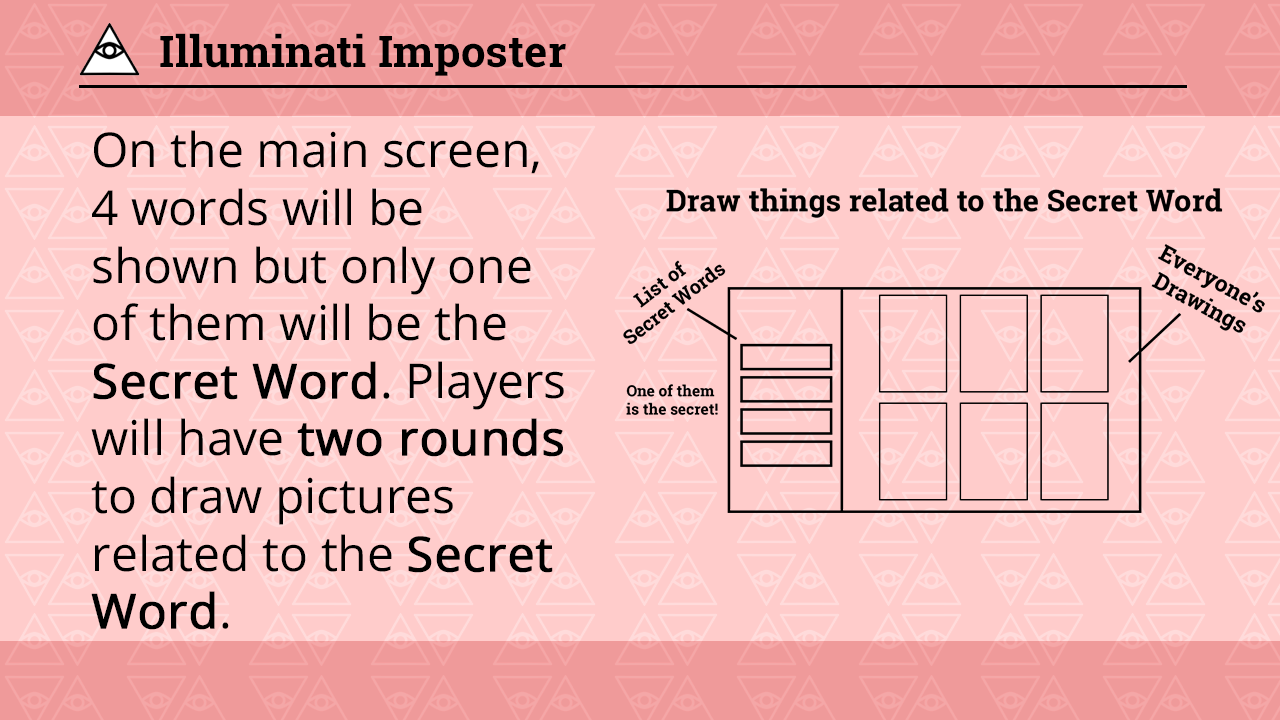 Illuminati Imposter
On the main screen,
4 words will be
shown but only one
of them will be the
Secret Word. Players
will have two rounds
to draw pictures
related to the Secret
Word.
Draw things related to the Secret Word
List of
Secret Words
One of them
is the secret!
Everyone's
Drawings